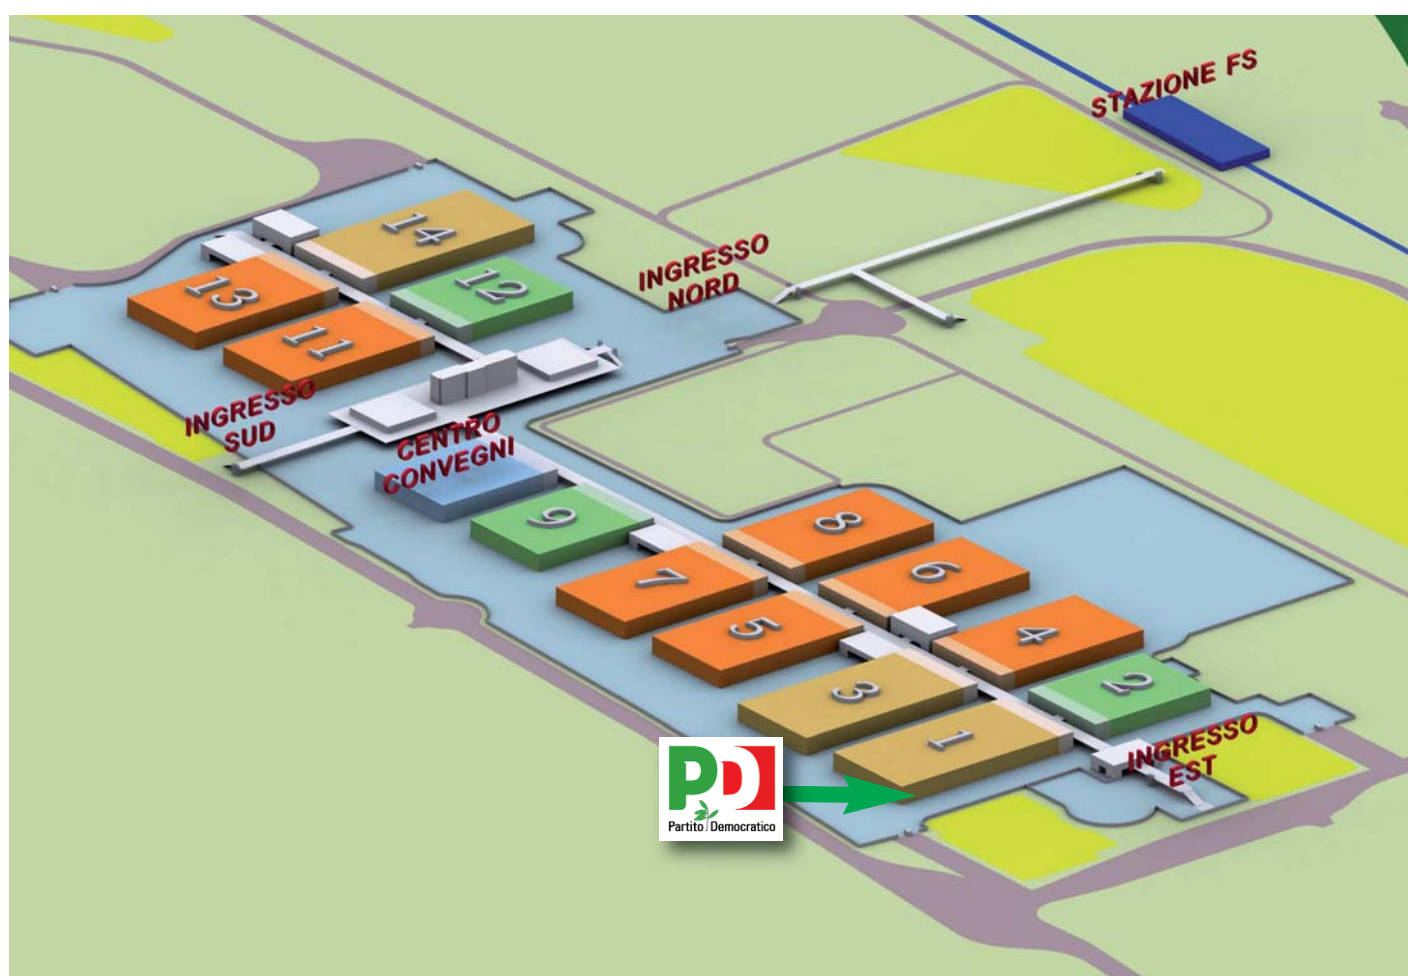 STAZIONE FS
INGRESSO
NORD
14
12
13
11
INGRESSO
SUD
CENTRO
CONVEGNI
9
8
7
6
5
4
3
2
1
INGRESSO
EST
PD
Partito Democratico